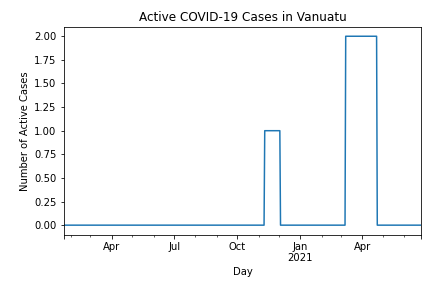 Active COVID-19 Cases in Vanuatu
2.00
1.75
1.50
1.25
1.00
0.75
0.50
0.25
0.00
Number of Active Cases
Apr
Jul
Oct
Jan
2021
Apr
Day